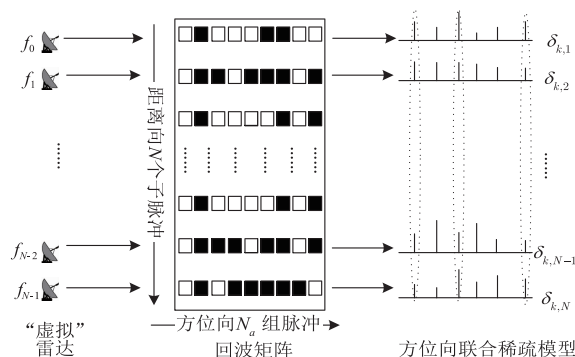 f0
f1
……
fN-2
fN-1
“虚拟”
雷达
距离向N个子脉冲
……
方位向Na 组脉冲
回波矩阵
δk,1
δk,2
……
δk,N-1
δk,N
方位向联合稀疏模型